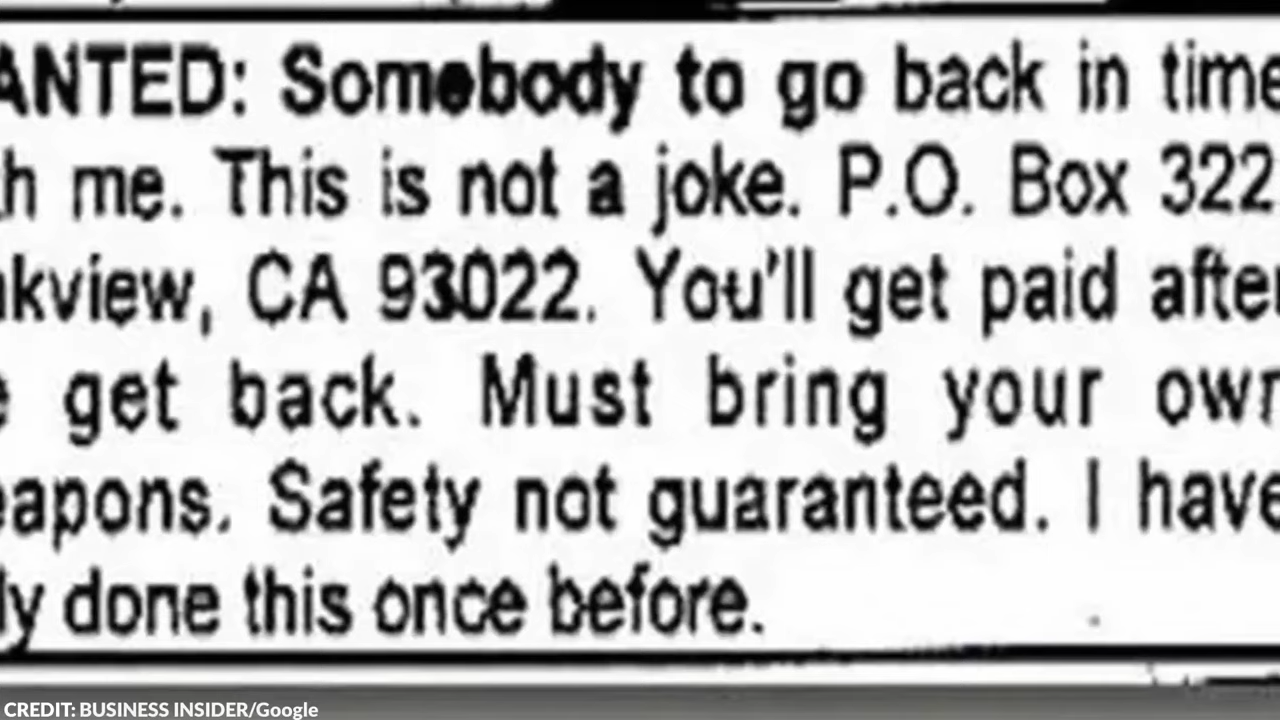 ANTED: Somebody to go back in time
h me. This is not a joke. P.O. Box 322
kview, CA 93022. You'll get paid after
e get back. Must bring your own
eapons. Safety not guaranteed. I have
ly done this once before.
CREDIT: BUSINESS INSIDER/Google